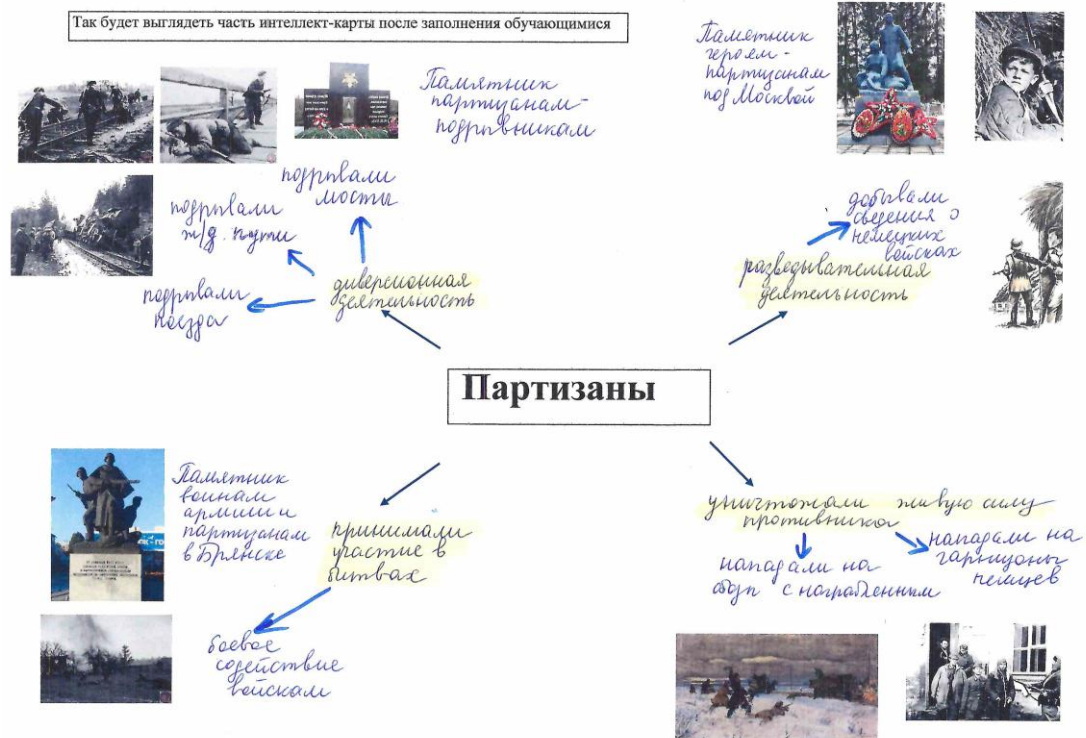 Так будет выглядеть часть интеллект-карты после заполнения обучающимися
Памятник
партизанам-
подрывникам
Памятник
героям-
партизанам
под Москвой
подрывали
мосты
подрывали
ж/д. пути
подрывали
поезда
диверсионная
деятельность
добывали
сведения о
немецких
войсках
разведывательная
деятельность
Партизаны
Памятник
воинам
армии и
партизанам
в Брянске
принимали
участие в
битвах
боевое
содействие
войскам
уничтожали живую силу
противника
нападали на
обоз с награбленным
нападали на
гарнизоны
немцев